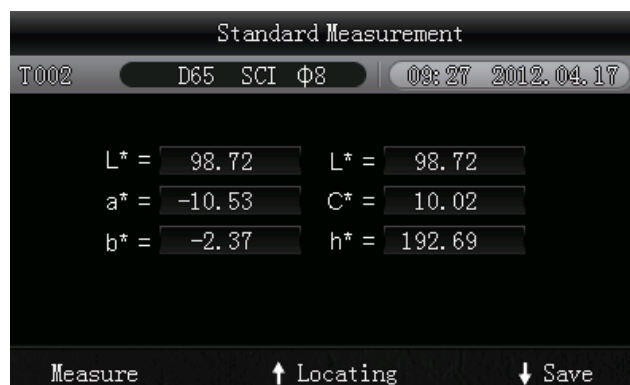 Standard Measurement
T002 D65 SCI Φ8 09:27 2012.04.17
L* = 98.72 L* = 98.72
a* = -10.53 C* = 10.02
b* = -2.37 h* = 192.69
Measure ↑ Locating ↓ Save